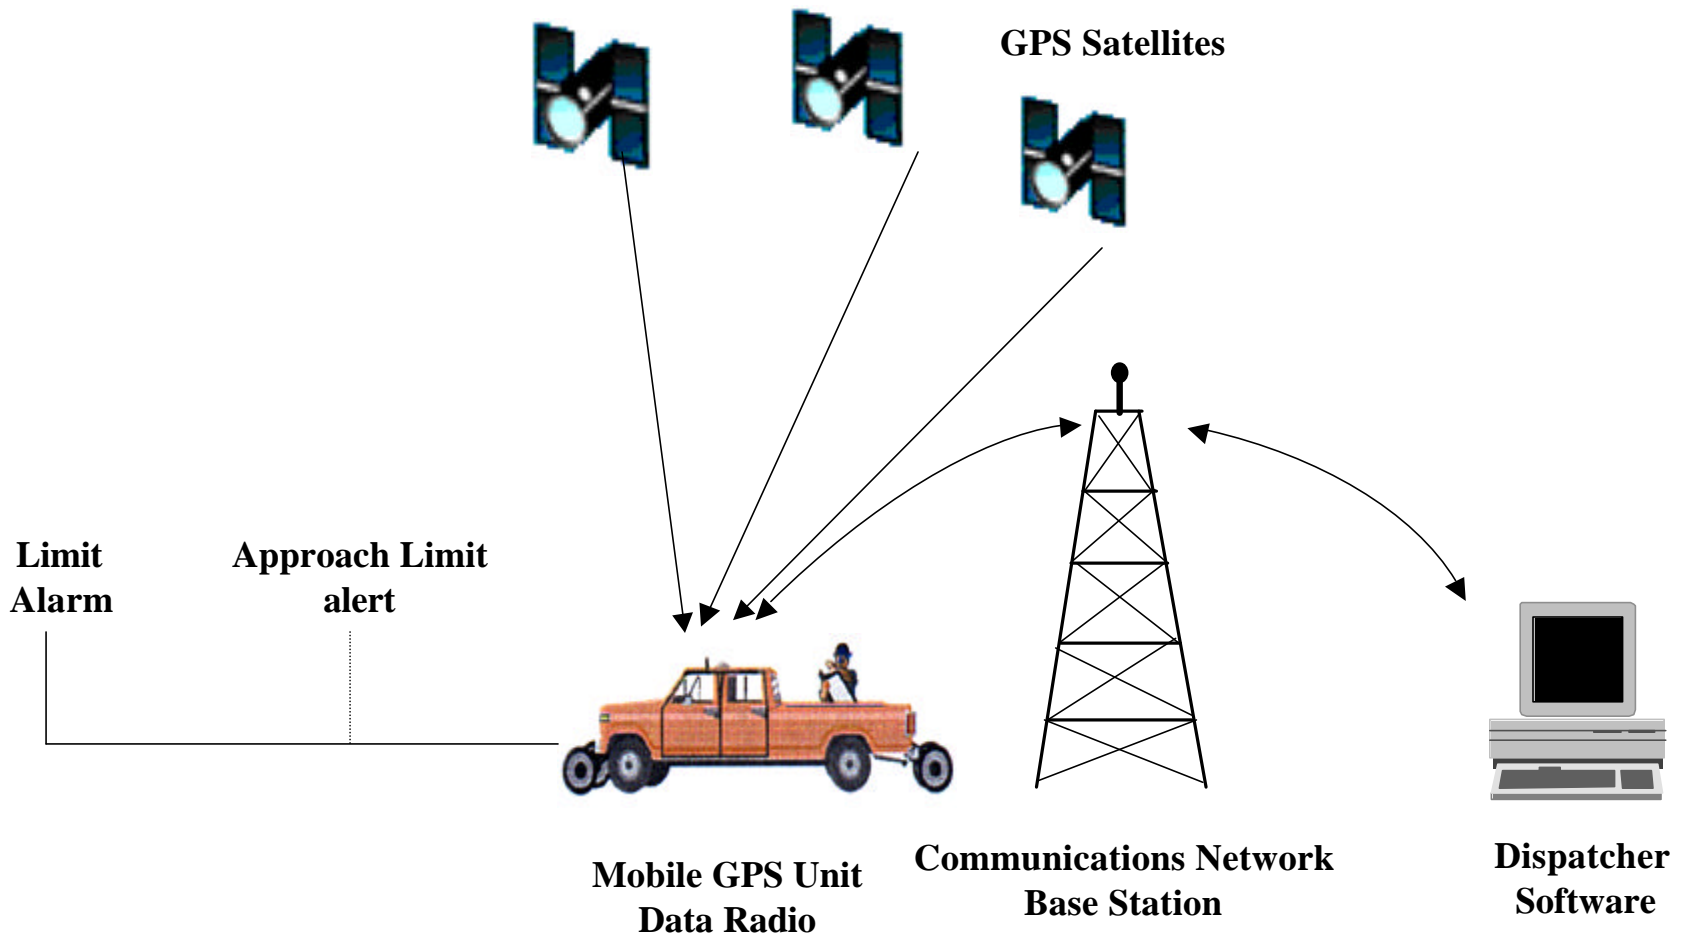 GPS Satellites
Limit
Alarm
Approach Limit
alert
Mobile GPS Unit
Data Radio
Communications Network
Base Station
Dispatcher
Software